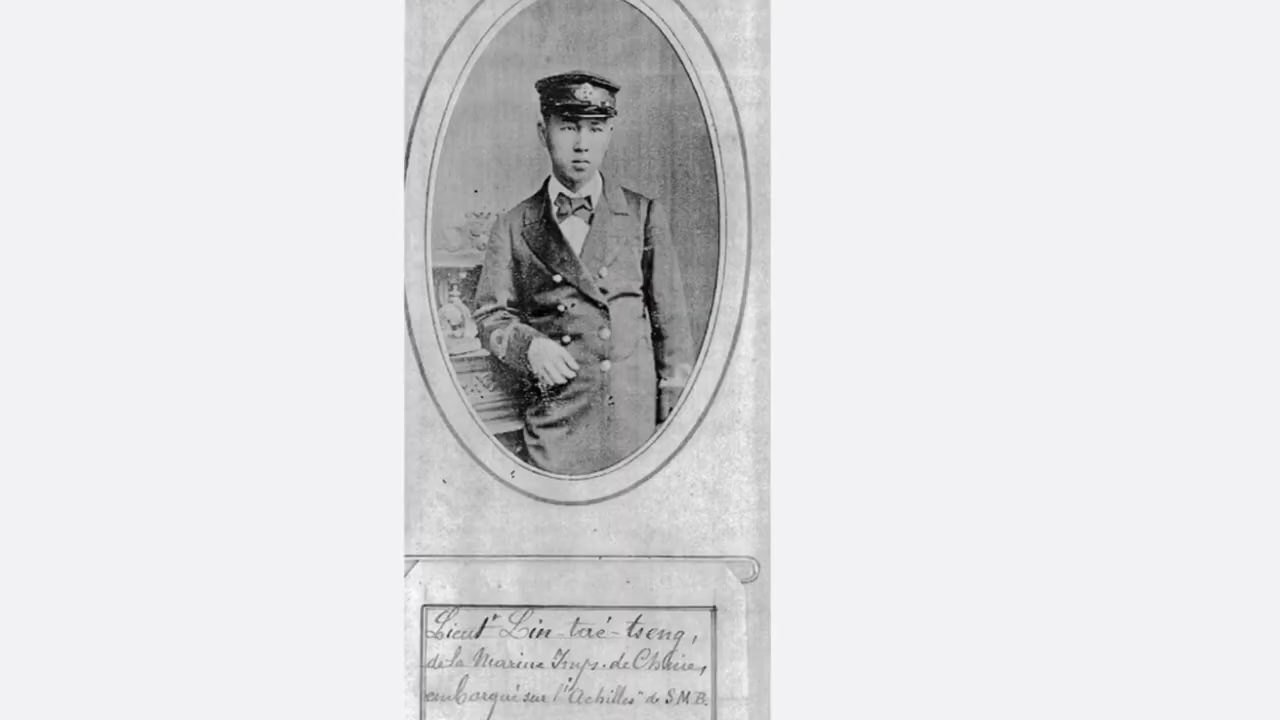 Lieutt Lin-taé-tseng,
de la Marine Imp. de Chine,
embarqué sur l'"Achilles" de S.M.B.